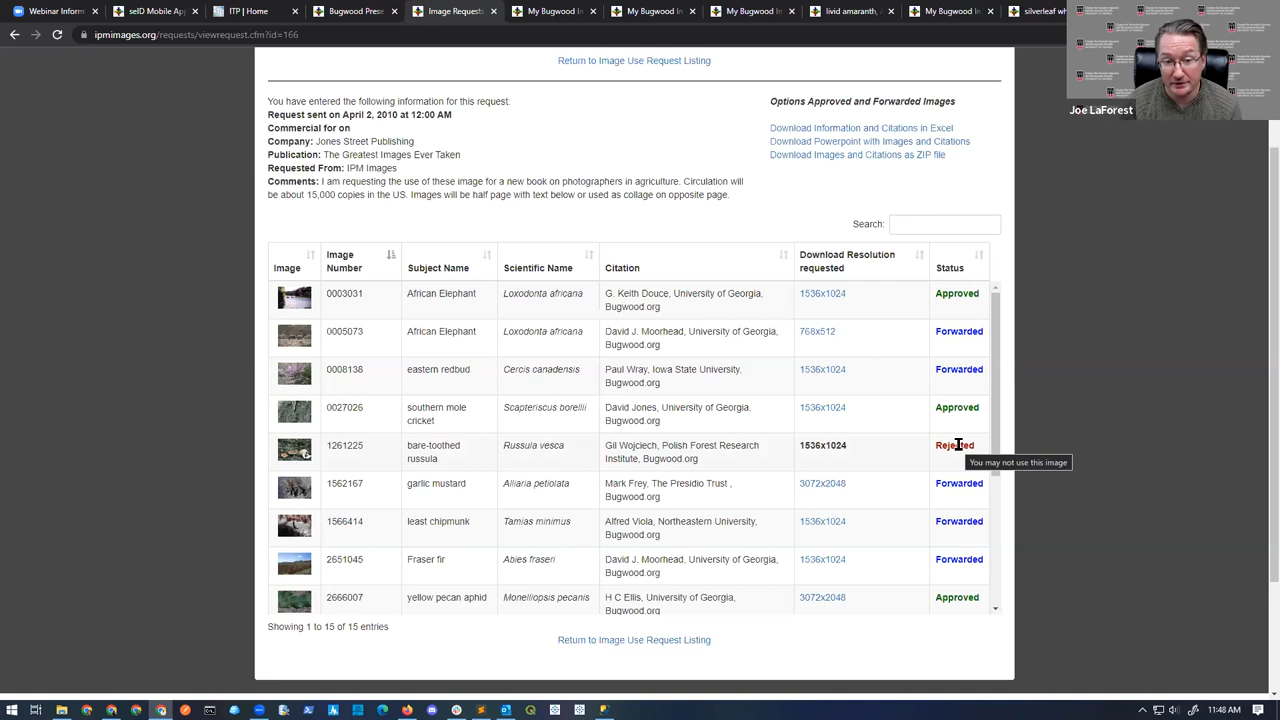 Webinar
Mobile Ap
FSTP IPM H
Invasive
Social Med
My Bugwood
Lanternfly
My Bugwood
Palmaranth
My Bugwood
silverleaf wh
ipmimages.org/requests/viewrequest.cfm?id=166
Joe LaForest
Return to Image Use Request Listing
You have entered the following information for this request:
Request sent on April 2, 2010 at 12:00 AM
Commercial for on
Company: Jones Street Publishing
Publication: The Greatest Images Ever Taken
Requested From: IPM Images
Comments: I am requesting the use of these image for a new book on photographers in agriculture. Circulation will
be about 15,000 copies in the US. Images will be half page with text below or used as collage on opposite page.
Options Approved and Forwarded Images
Download Information and Citations in Excel
Download Powerpoint with Images and Citations
Download Images and Citations as ZIP file
Search:
Image Image Number Subject Name Scientific Name Citation Download Resolution requested Status
0003031 African Elephant Loxodonta africana G. Keith Douce, University of Georgia, 1536x1024 Approved
Bugwood.org
0005073 African Elephant Loxodonta africana David J. Moorhead, University of Georgia, 768x512 Forwarded
Bugwood.org
0008138 eastern redbud Cercis canadensis Paul Wray, Iowa State University, 1536x1024 Forwarded
Bugwood.org
0027026 southern mole Scapteriscus borellii David Jones, University of Georgia, 1536x1024 Approved
cricket Bugwood.org
1261225 bare-toothed Russula vesca Gil Wojciech, Polish Forest Research 1536x1024 Rejected
russula Institute, Bugwood.org
You may not use this image
1562167 garlic mustard Alliaria petiolata Mark Frey, The Presidio Trust , 3072x2048 Forwarded
Bugwood.org
1566414 least chipmunk Tamias minimus Alfred Viola, Northeastern University, 1536x1024 Forwarded
Bugwood.org
2651045 Fraser fir Abies fraseri David J. Moorhead, University of Georgia, 1536x1024 Forwarded
Bugwood.org
2666007 yellow pecan aphid Monelliopsis pecanis H C Ellis, University of Georgia, 3072x2048 Approved
Bugwood.org
Showing 1 to 15 of 15 entries
Return to Image Use Request Listing
11:48 AM